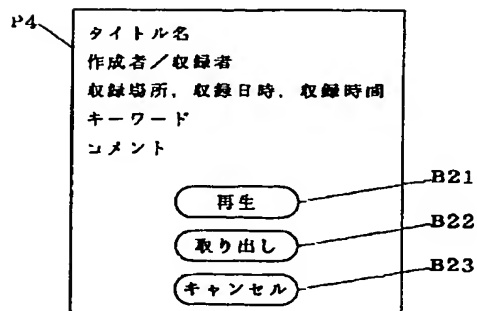 P4
タイトル名
作成者／収録者
収録場所，収録日時，収録時間
キーワード
コメント
再生 B21
取り出し B22
キャンセル B23